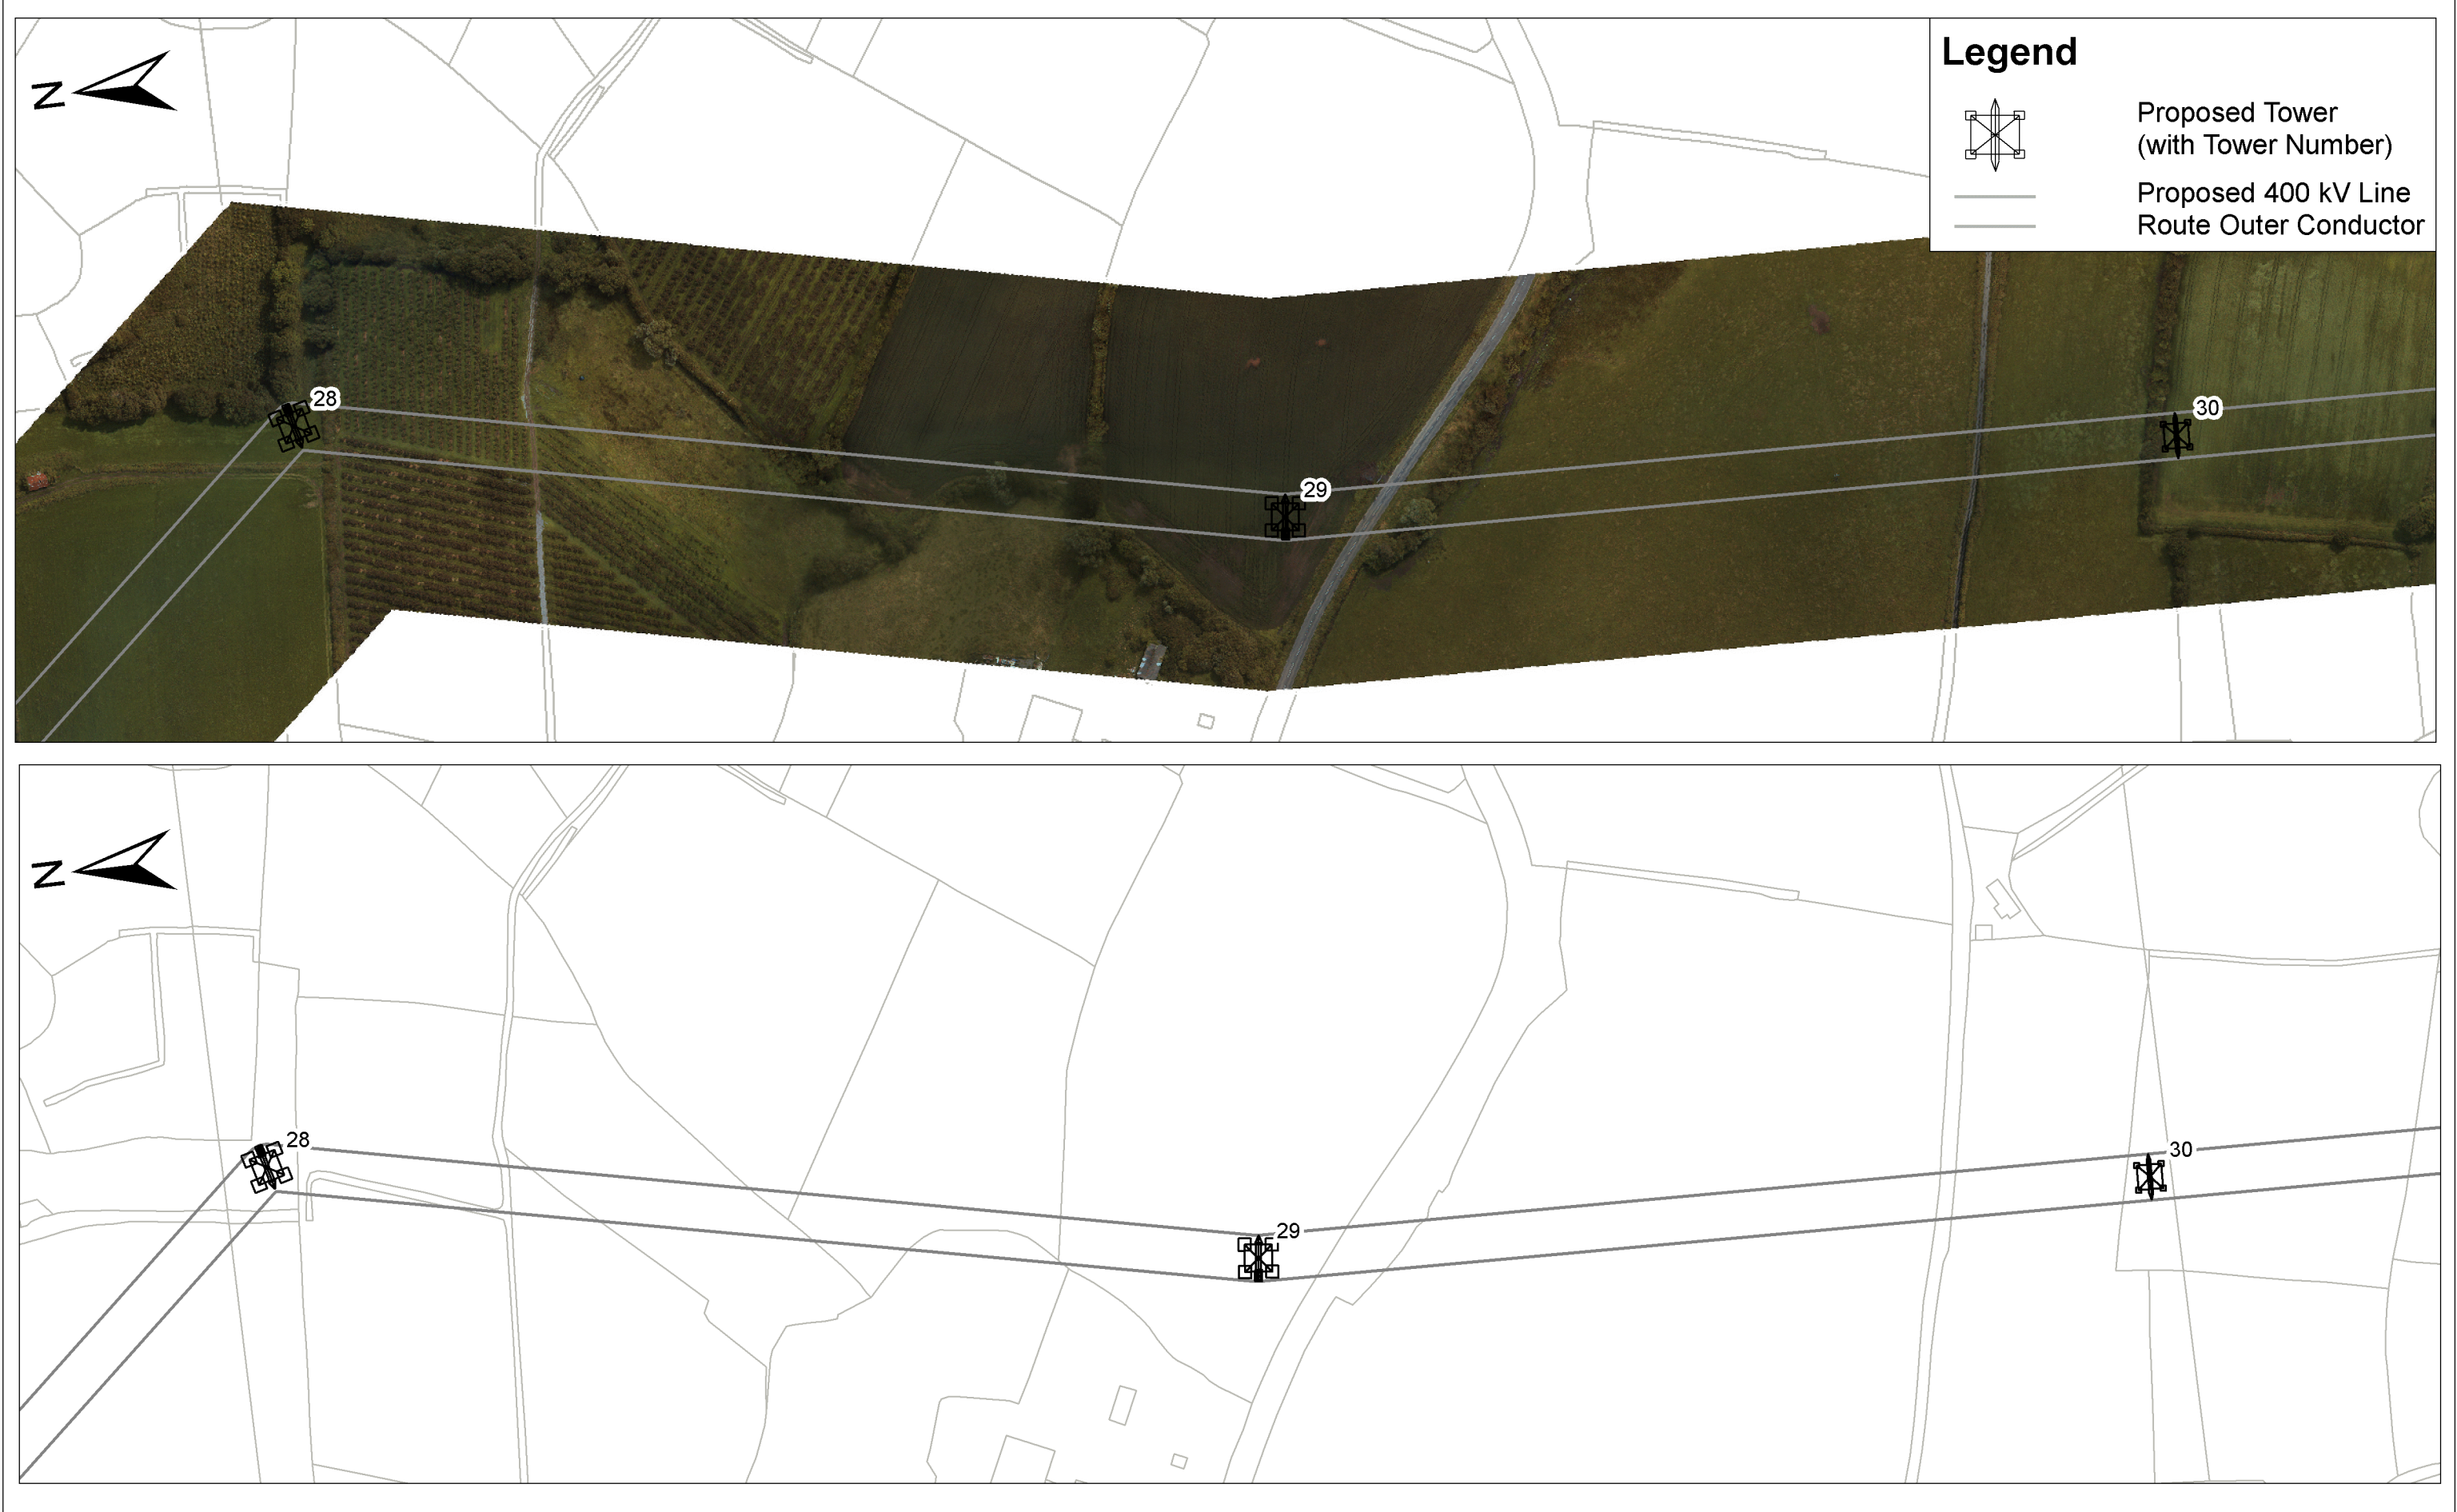 N
Legend
Proposed Tower
(with Tower Number)
Proposed 400 kV Line
Route Outer Conductor
28
29
30
N
28
29
30